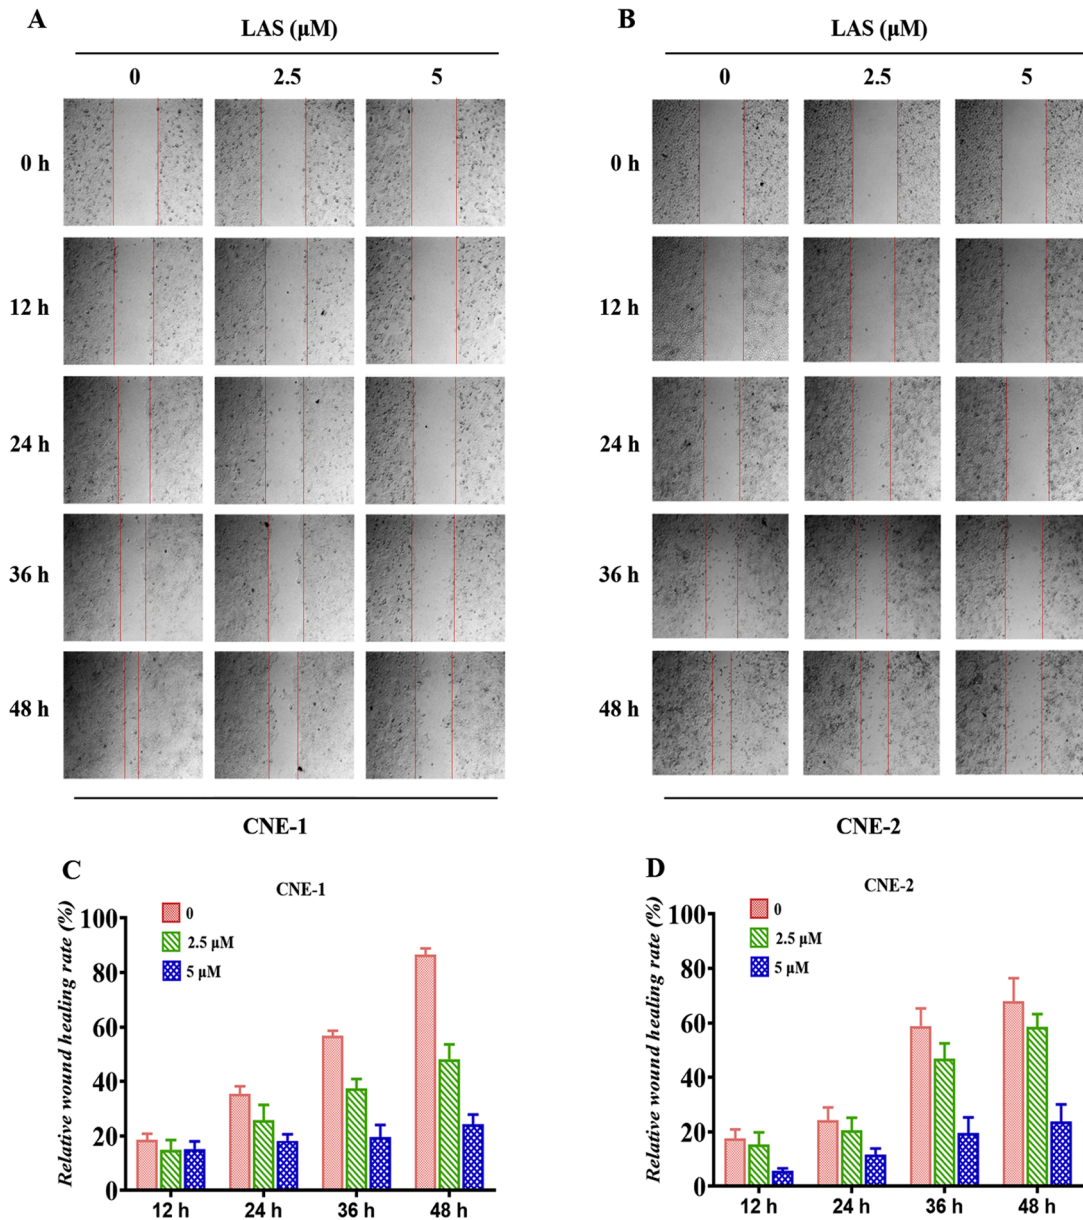 A
LAS (μM)
0 2.5 5
0 h
12 h
24 h
36 h
48 h
CNE-1
B
LAS (μM)
0 2.5 5
0 h
12 h
24 h
36 h
48 h
CNE-2
C
CNE-1
Relative wound healing rate (%)
100
80
60
40
20
0
0
2.5 μM
5 μM
12 h 24 h 36 h 48 h
D
CNE-2
Relative wound healing rate (%)
100
80
60
40
20
0
0
2.5 μM
5 μM
12 h 24 h 36 h 48 h